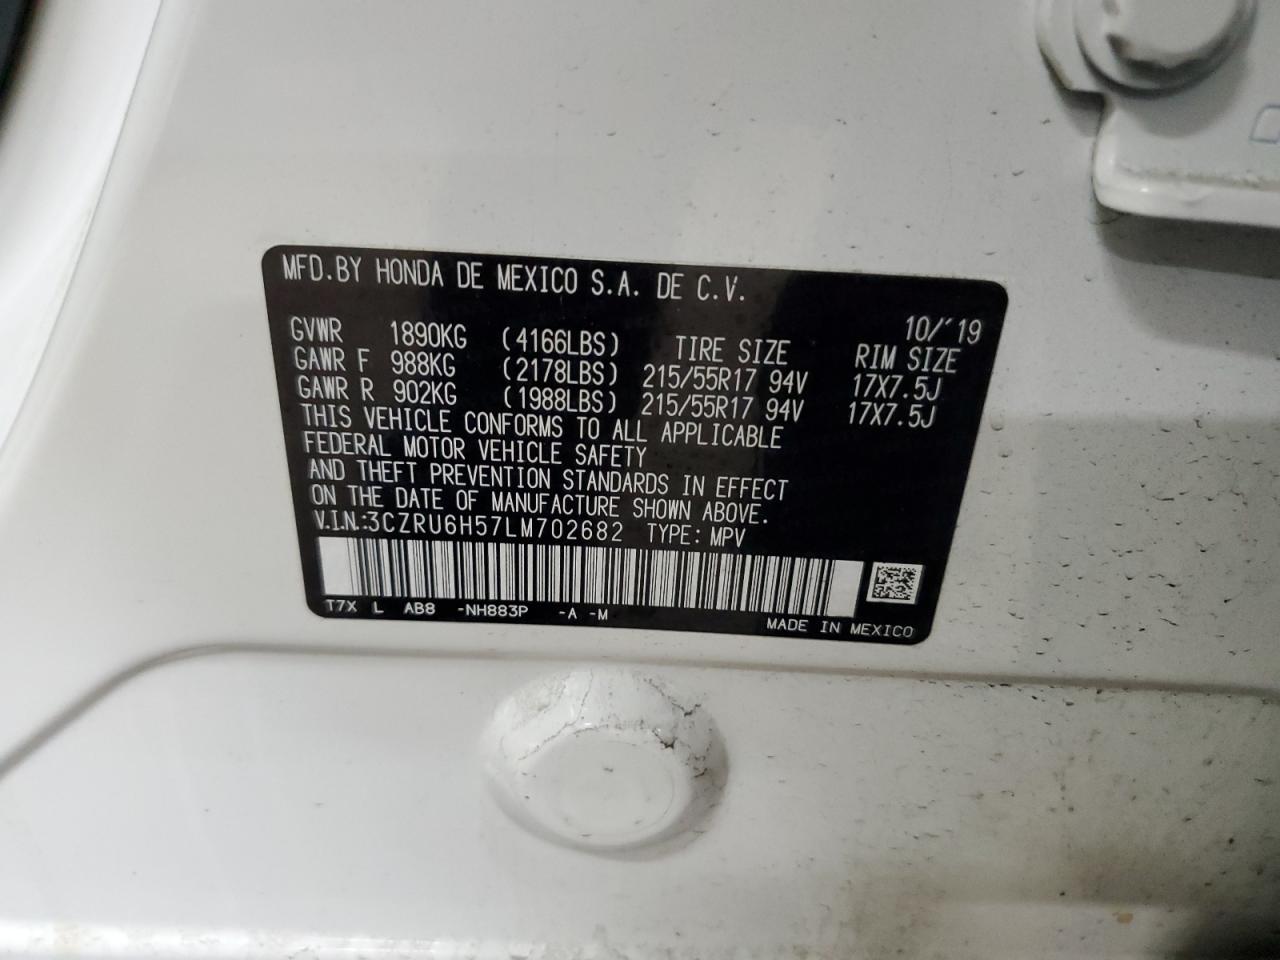 MFD.BY HONDA DE MEXICO S.A. DE C.V.
10/'19
GVWR 1890KG (4166LBS) TIRE SIZE RIM SIZE
GAWR F 988KG (2178LBS) 215/55R17 94V 17X7.5J
GAWR R 902KG (1988LBS) 215/55R17 94V 17X7.5J
THIS VEHICLE CONFORMS TO ALL APPLICABLE
FEDERAL MOTOR VEHICLE SAFETY
AND THEFT PREVENTION STANDARDS IN EFFECT
ON THE DATE OF MANUFACTURE SHOWN ABOVE.
V.I.N.:3CZRU6H57LM702682 TYPE: MPV
T7X L AB8 -NH883P -A -M
MADE IN MEXICO